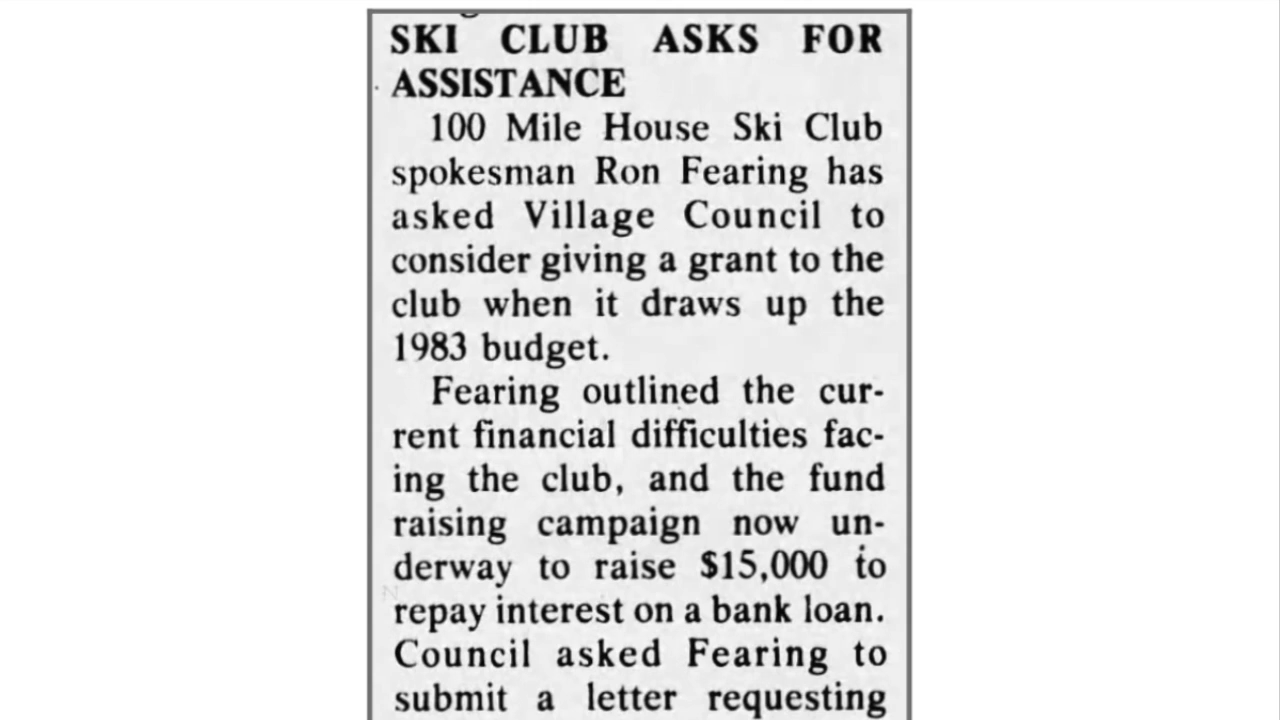 SKI CLUB ASKS FOR
ASSISTANCE
100 Mile House Ski Club
spokesman Ron Fearing has
asked Village Council to
consider giving a grant to the
club when it draws up the
1983 budget.
Fearing outlined the cur-
rent financial difficulties fac-
ing the club, and the fund
raising campaign now un-
derway to raise $15,000 to
repay interest on a bank loan.
Council asked Fearing to
submit a letter requesting